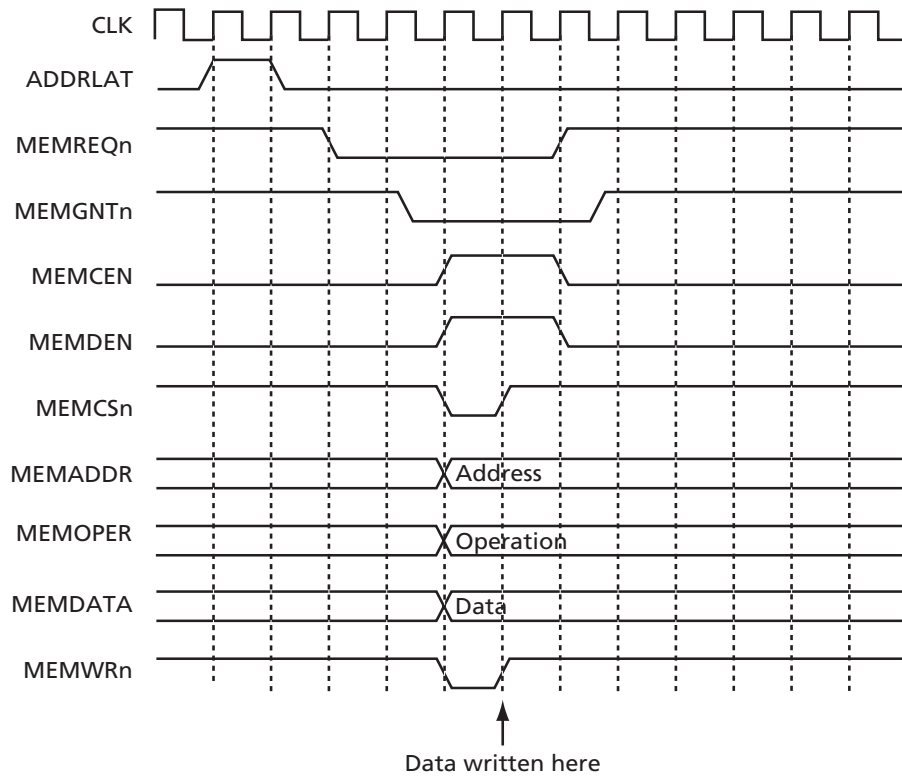 CLK
ADDRLAT
MEMREQn
MEMGNTn
MEMCEN
MEMDEN
MEMCSn
MEMADDR
Address
MEMOPER
Operation
MEMDATA
Data
MEMWRn
Data written here